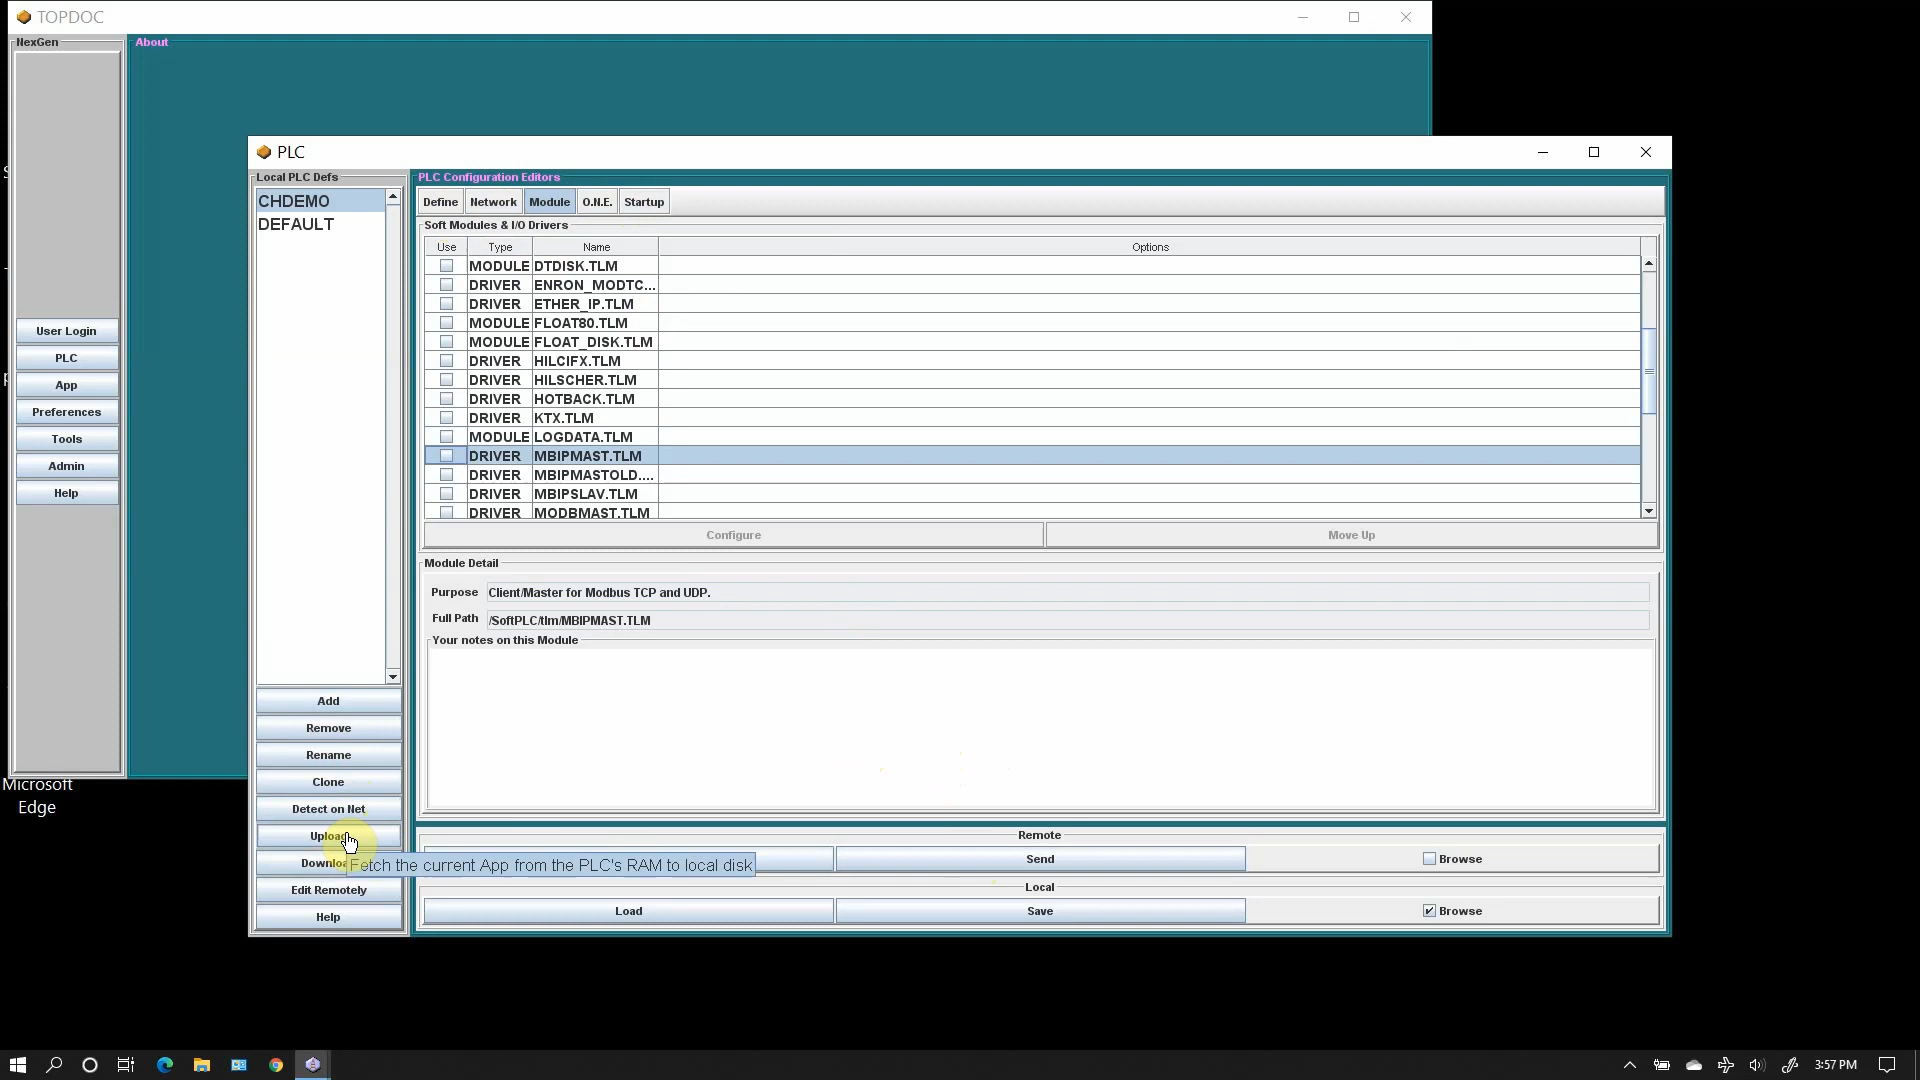 TOPDOC
NexGen
About
User Login
PLC
App
Preferences
Tools
Admin
Help
Microsoft
Edge
PLC
Local PLC Defs
CHDEMO
DEFAULT
Add
Remove
Rename
Clone
Detect on Net
Upload
Downloa
Edit Remotely
Help
Fetch the current App from the PLC's RAM to local disk
PLC Configuration Editors
Define Network Module O.N.E. Startup
Soft Modules & I/O Drivers
Use Type Name Options
MODULE DTDISK.TLM
DRIVER ENRON_MODTC...
DRIVER ETHER_IP.TLM
MODULE FLOAT80.TLM
MODULE FLOAT_DISK.TLM
DRIVER HILCIFX.TLM
DRIVER HILSCHER.TLM
DRIVER HOTBACK.TLM
DRIVER KTX.TLM
MODULE LOGDATA.TLM
DRIVER MBIPMAST.TLM
DRIVER MBIPMASTOLD....
DRIVER MBIPSLAV.TLM
DRIVER MODBMAST.TLM
Configure Move Up
Module Detail
Purpose Client/Master for Modbus TCP and UDP.
Full Path /SoftPLC/tlm/MBIPMAST.TLM
Your notes on this Module
Remote
Send Browse
Local
Load Save Browse
3:57 PM